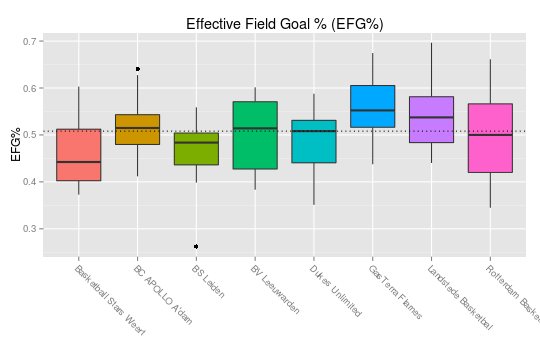 Effective Field Goal % (EFG%)
EFG%
0.7
0.6
0.5
0.4
0.3
Basketball Stars Weert
BC APOLLO A'dam
BS Leiden
BV Leeuwarden
Dukes Unlimited
GasTerra Flames
Landstede Basketbal
Rotterdam Baske